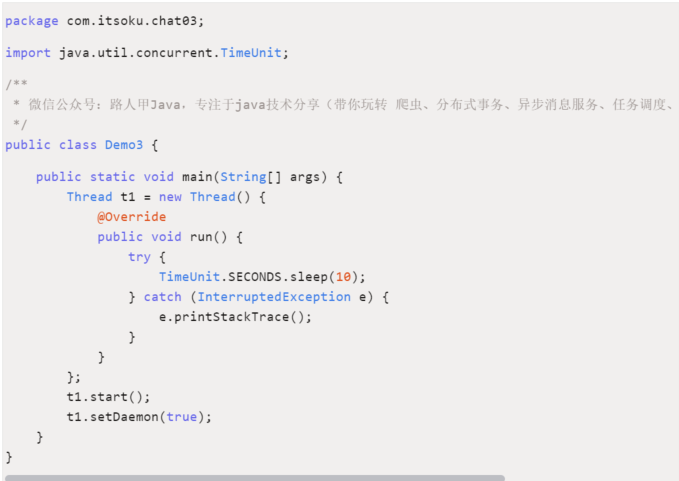 package com.itsoku.chat03;
import java.util.concurrent.TimeUnit;
/**
 * 微信公众号：路人甲Java，专注于java技术分享（带你玩转 爬虫、分布式事务、异步消息服务、任务调度、
 */
public class Demo3 {
    public static void main(String[] args) {
        Thread t1 = new Thread() {
            @Override
            public void run() {
                try {
                    TimeUnit.SECONDS.sleep(10);
                } catch (InterruptedException e) {
                    e.printStackTrace();
                }
            }
        };
        t1.start();
        t1.setDaemon(true);
    }
}